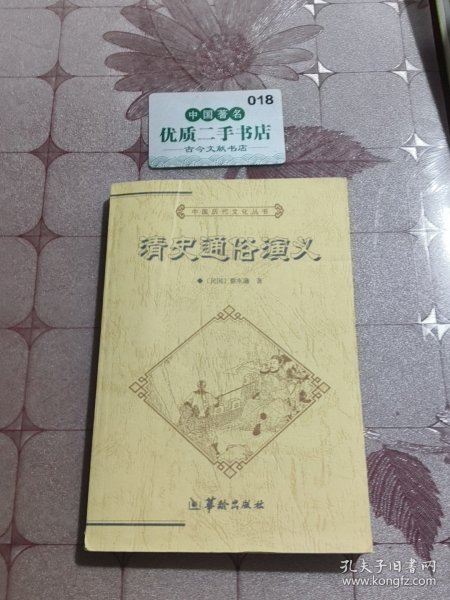 018
中国著名
优质二手书店
古今文献书店
中国历代文化丛书
清史通俗演义
◆〔民国〕蔡东藩 著
华龄出版社
孔夫子旧书网
www.kongfz.com